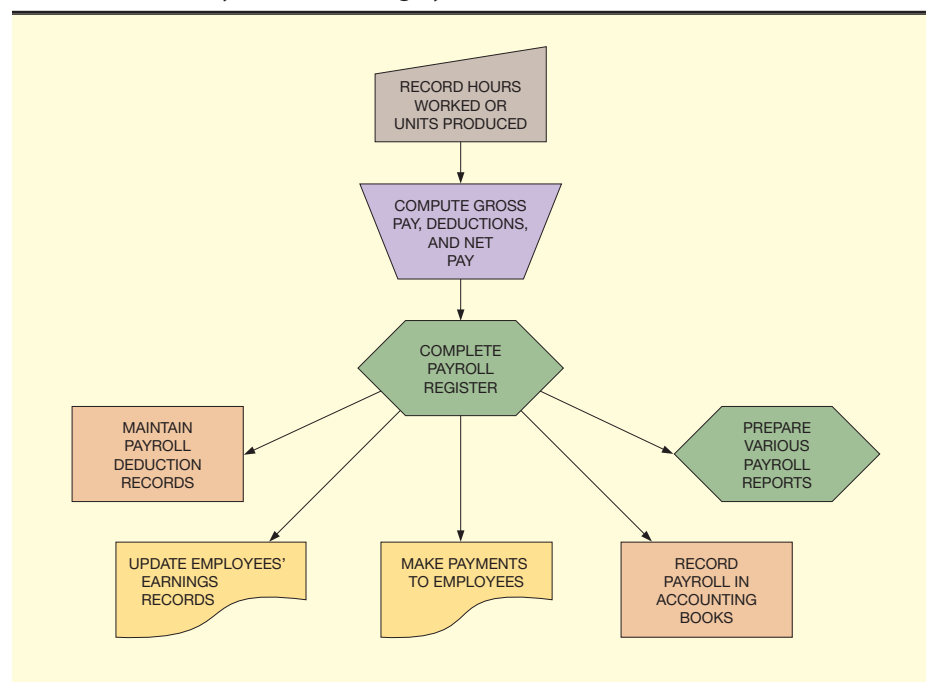 RECORD HOURS
WORKED OR
UNITS PRODUCED
COMPUTE GROSS
PAY, DEDUCTIONS,
AND NET
PAY
COMPLETE
PAYROLL
REGISTER
MAINTAIN
PAYROLL
DEDUCTION
RECORDS
PREPARE
VARIOUS
PAYROLL
REPORTS
UPDATE EMPLOYEES’
EARNINGS
RECORDS
MAKE PAYMENTS
TO EMPLOYEES
RECORD
PAYROLL IN
ACCOUNTING
BOOKS